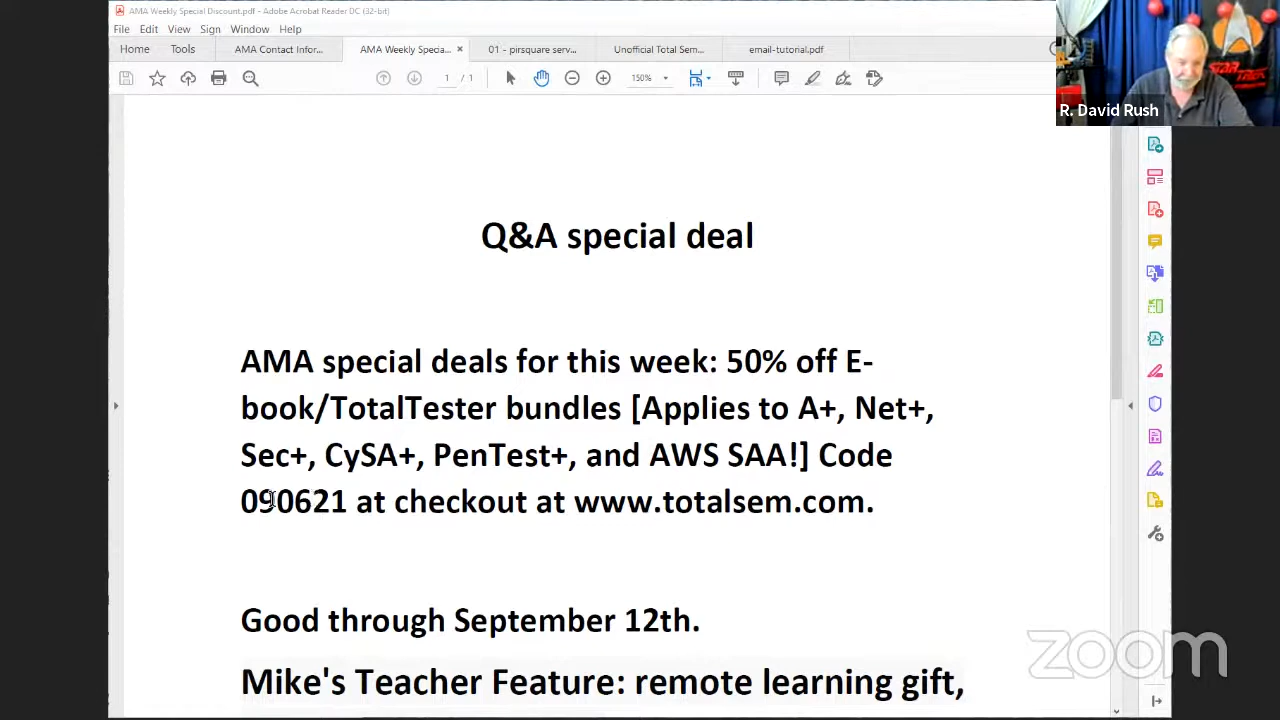 AMA Weekly Special Discount.pdf - Adobe Acrobat Reader DC (32-bit)
File Edit View Sign Window Help
Home Tools AMA Contact Infor... AMA Weekly Specia... × 01 - pirsquare serv... Unofficial Total Sem... email-tutorial.pdf
1 / 1 150%
R. David Rush
STAR TREK
Q&A special deal
AMA special deals for this week: 50% off E-
book/TotalTester bundles [Applies to A+, Net+,
Sec+, CySA+, PenTest+, and AWS SAA!] Code
090621 at checkout at www.totalsem.com.
Good through September 12th.
zoom
Mike's Teacher Feature: remote learning gift,